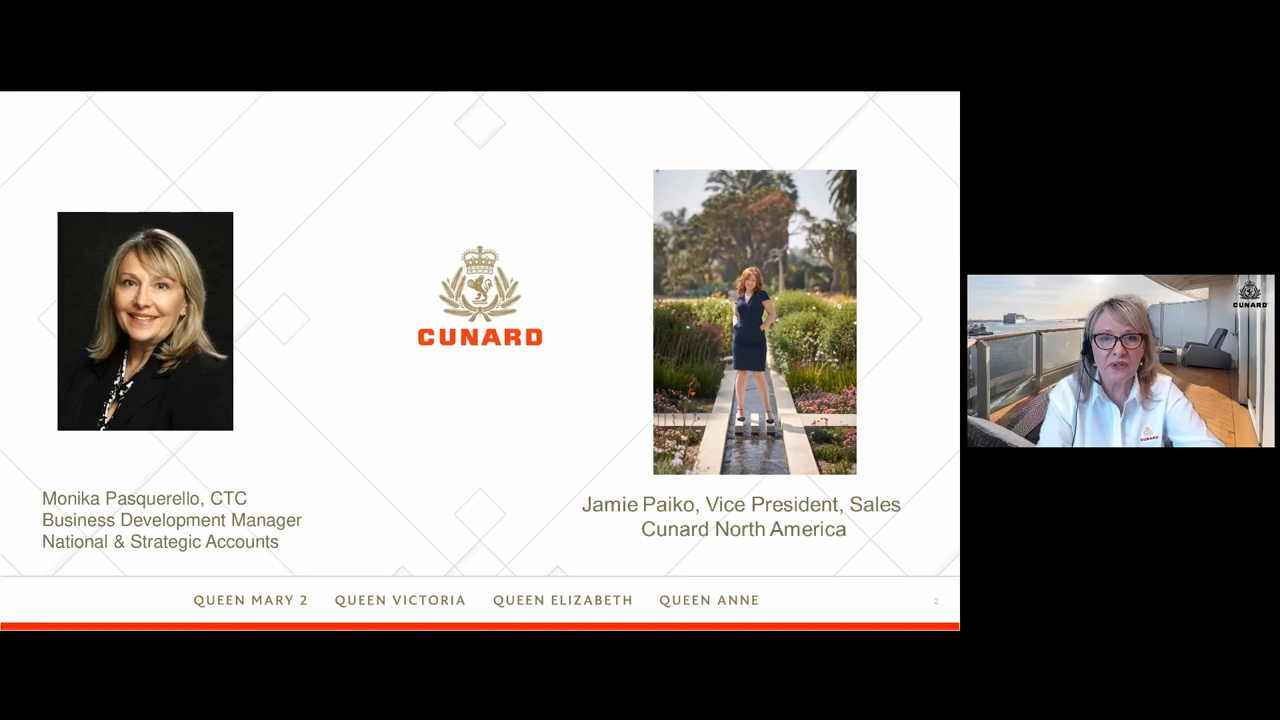 CUNARD
Monika Pasquerello, CTC
Business Development Manager
National & Strategic Accounts
Jamie Paiko, Vice President, Sales
Cunard North America
QUEEN MARY 2 QUEEN VICTORIA QUEEN ELIZABETH QUEEN ANNE
2
CUNARD
CUNARD